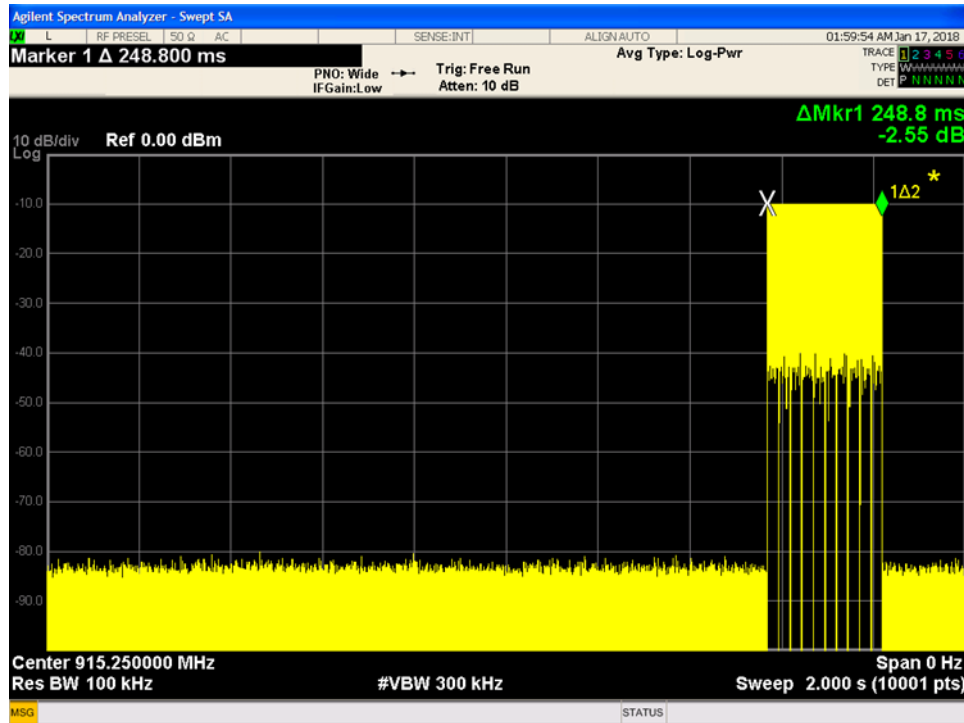 Agilent Spectrum Analyzer - Swept SA
LXI L RF PRESEL 50 Ω AC SENSE:INT ALIGN AUTO 01:59:54 AM Jan 17, 2018
Marker 1 Δ 248.800 ms
PNO: Wide
IFGain:Low
Trig: Free Run
Atten: 10 dB
Avg Type: Log-Pwr
TRACE 1 2 3 4 5 6
TYPE
DET P N N N N N
ΔMkr1 248.8 ms
-2.55 dB
10 dB/div Ref 0.00 dBm
Log
1Δ2 *
-10.0
-20.0
-30.0
-40.0
-50.0
-60.0
-70.0
-80.0
-90.0
Center 915.250000 MHz Span 0 Hz
Res BW 100 kHz #VBW 300 kHz Sweep 2.000 s (10001 pts)
MSG STATUS